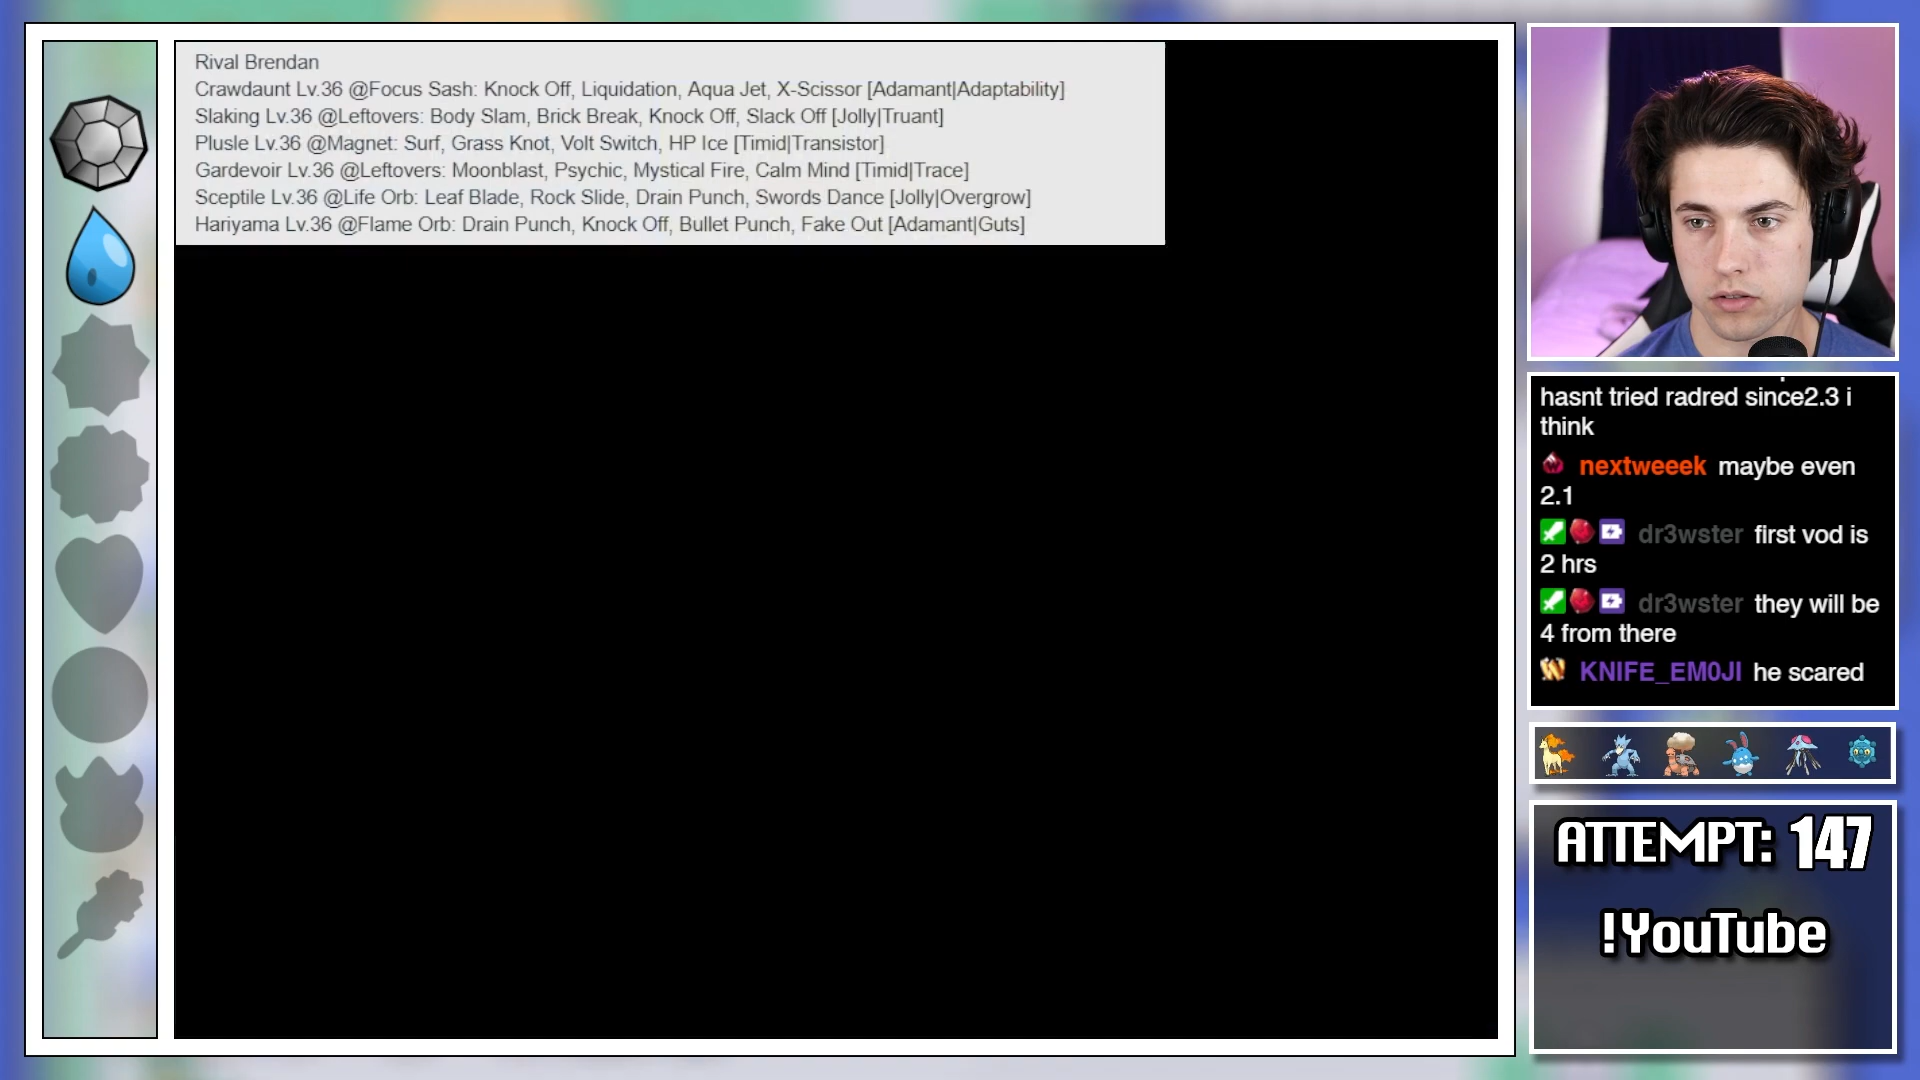 Rival Brendan
Crawdaunt Lv.36 @Focus Sash: Knock Off, Liquidation, Aqua Jet, X-Scissor [Adamant|Adaptability]
Slaking Lv.36 @Leftovers: Body Slam, Brick Break, Knock Off, Slack Off [Jolly|Truant]
Plusle Lv.36 @Magnet: Surf, Grass Knot, Volt Switch, HP Ice [Timid|Transistor]
Gardevoir Lv.36 @Leftovers: Moonblast, Psychic, Mystical Fire, Calm Mind [Timid|Trace]
Sceptile Lv.36 @Life Orb: Leaf Blade, Rock Slide, Drain Punch, Swords Dance [Jolly|Overgrow]
Hariyama Lv.36 @Flame Orb: Drain Punch, Knock Off, Bullet Punch, Fake Out [Adamant|Guts]
hasnt tried radred since2.3 i
think
nextweeek maybe even
2.1
dr3wster first vod is
2 hrs
dr3wster they will be
4 from there
KNIFE_EM0JI he scared
ATTEMPT: 147
!YouTube